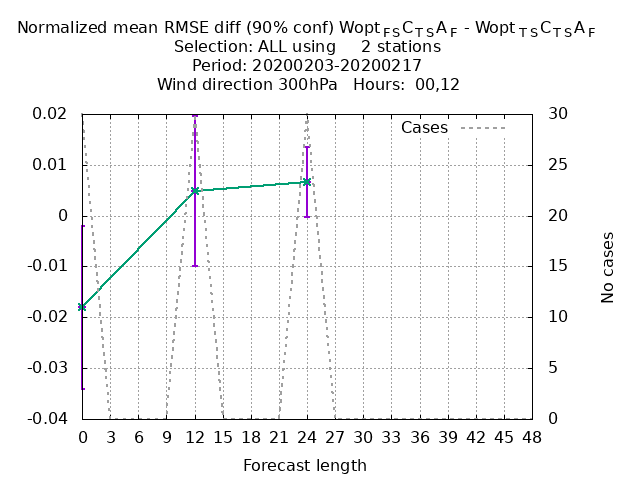 Normalized mean RMSE diff (90% conf) Wopt FS C TS A F - Wopt TS C TS A F
Selection: ALL using     2 stations
Period: 20200203-20200217
Wind direction 300hPa   Hours:  00,12
Cases
0.02
0.01
0
-0.01
-0.02
-0.03
-0.04
30
25
20
15
10
5
0
No cases
0 3 6 9 12 15 18 21 24 27 30 33 36 39 42 45 48
Forecast length